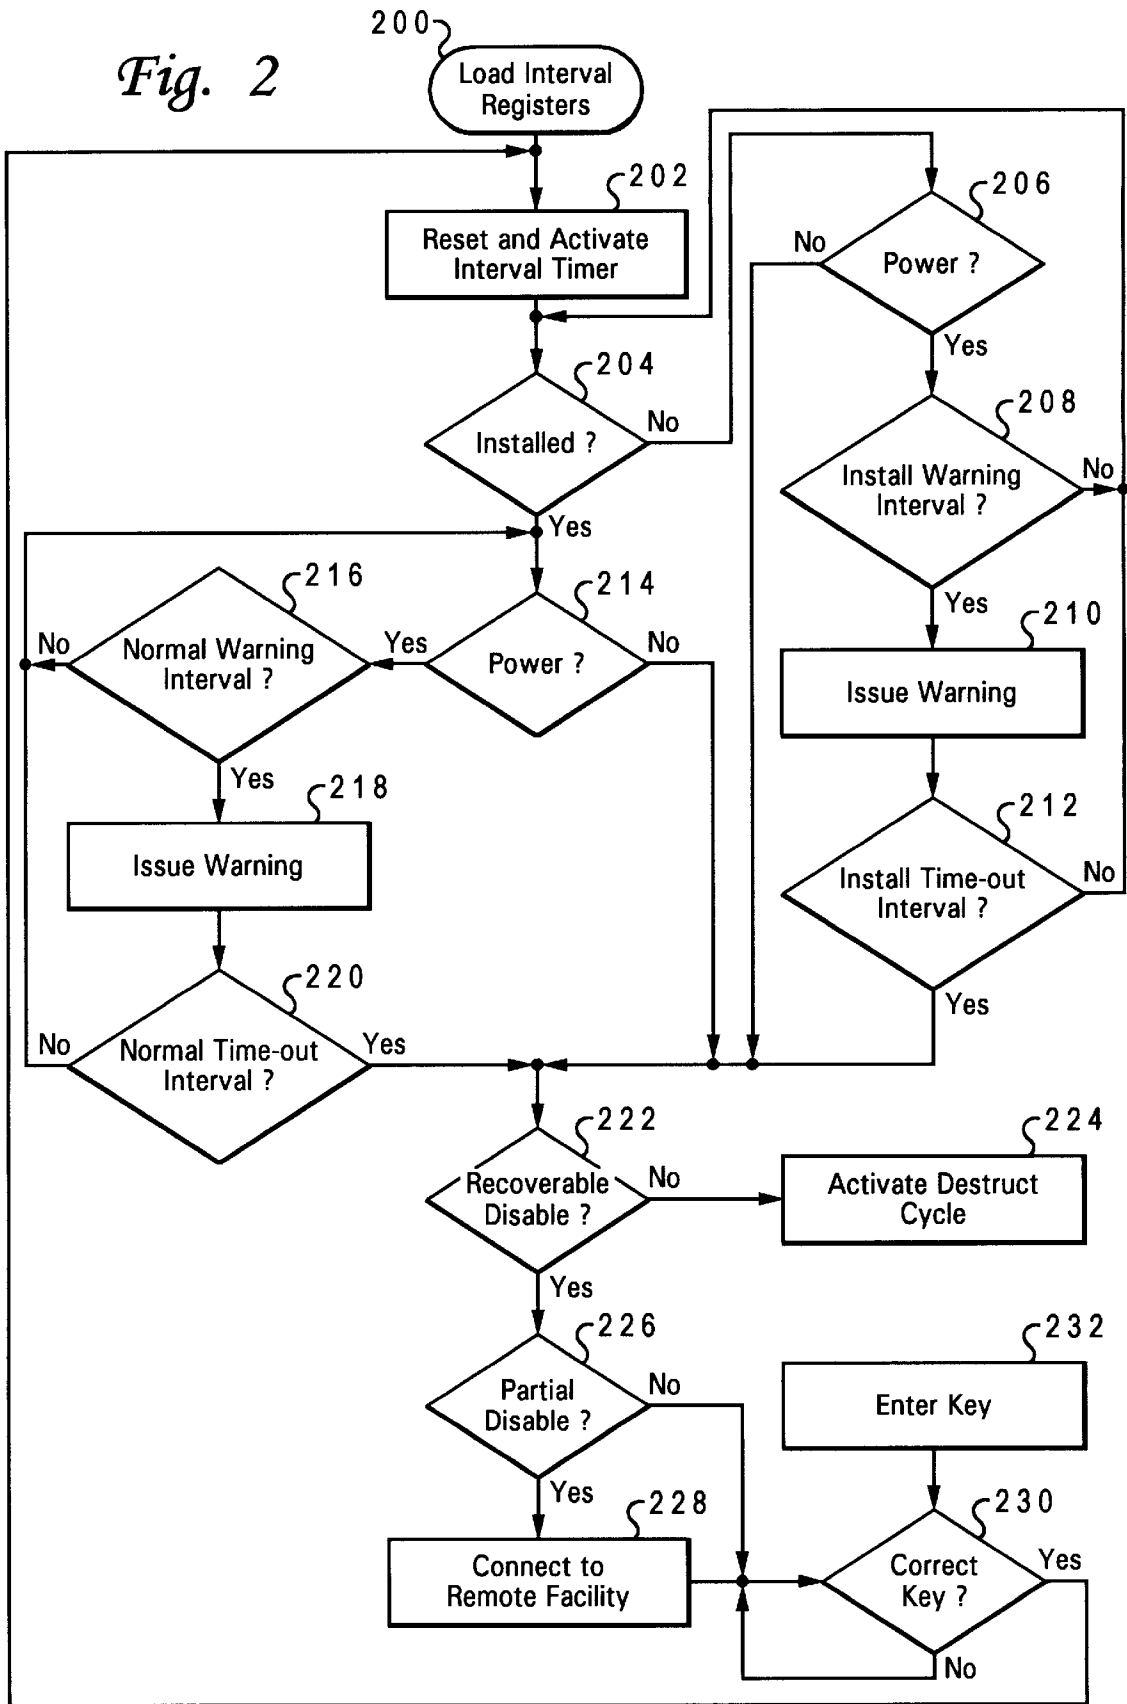 Fig. 2
200
Load Interval
Registers
202
Reset and Activate
Interval Timer
204
Installed ?
No
Yes
206
Power ?
No
Yes
208
Install Warning
Interval ?
No
Yes
210
Issue Warning
212
Install Time-out
Interval ?
No
Yes
214
Power ?
Yes
No
216
Normal Warning
Interval ?
No
Yes
218
Issue Warning
220
Normal Time-out
Interval ?
No
Yes
222
Recoverable
Disable ?
No
Yes
224
Activate Destruct
Cycle
226
Partial
Disable ?
No
Yes
228
Connect to
Remote Facility
232
Enter Key
230
Correct
Key ?
Yes
No